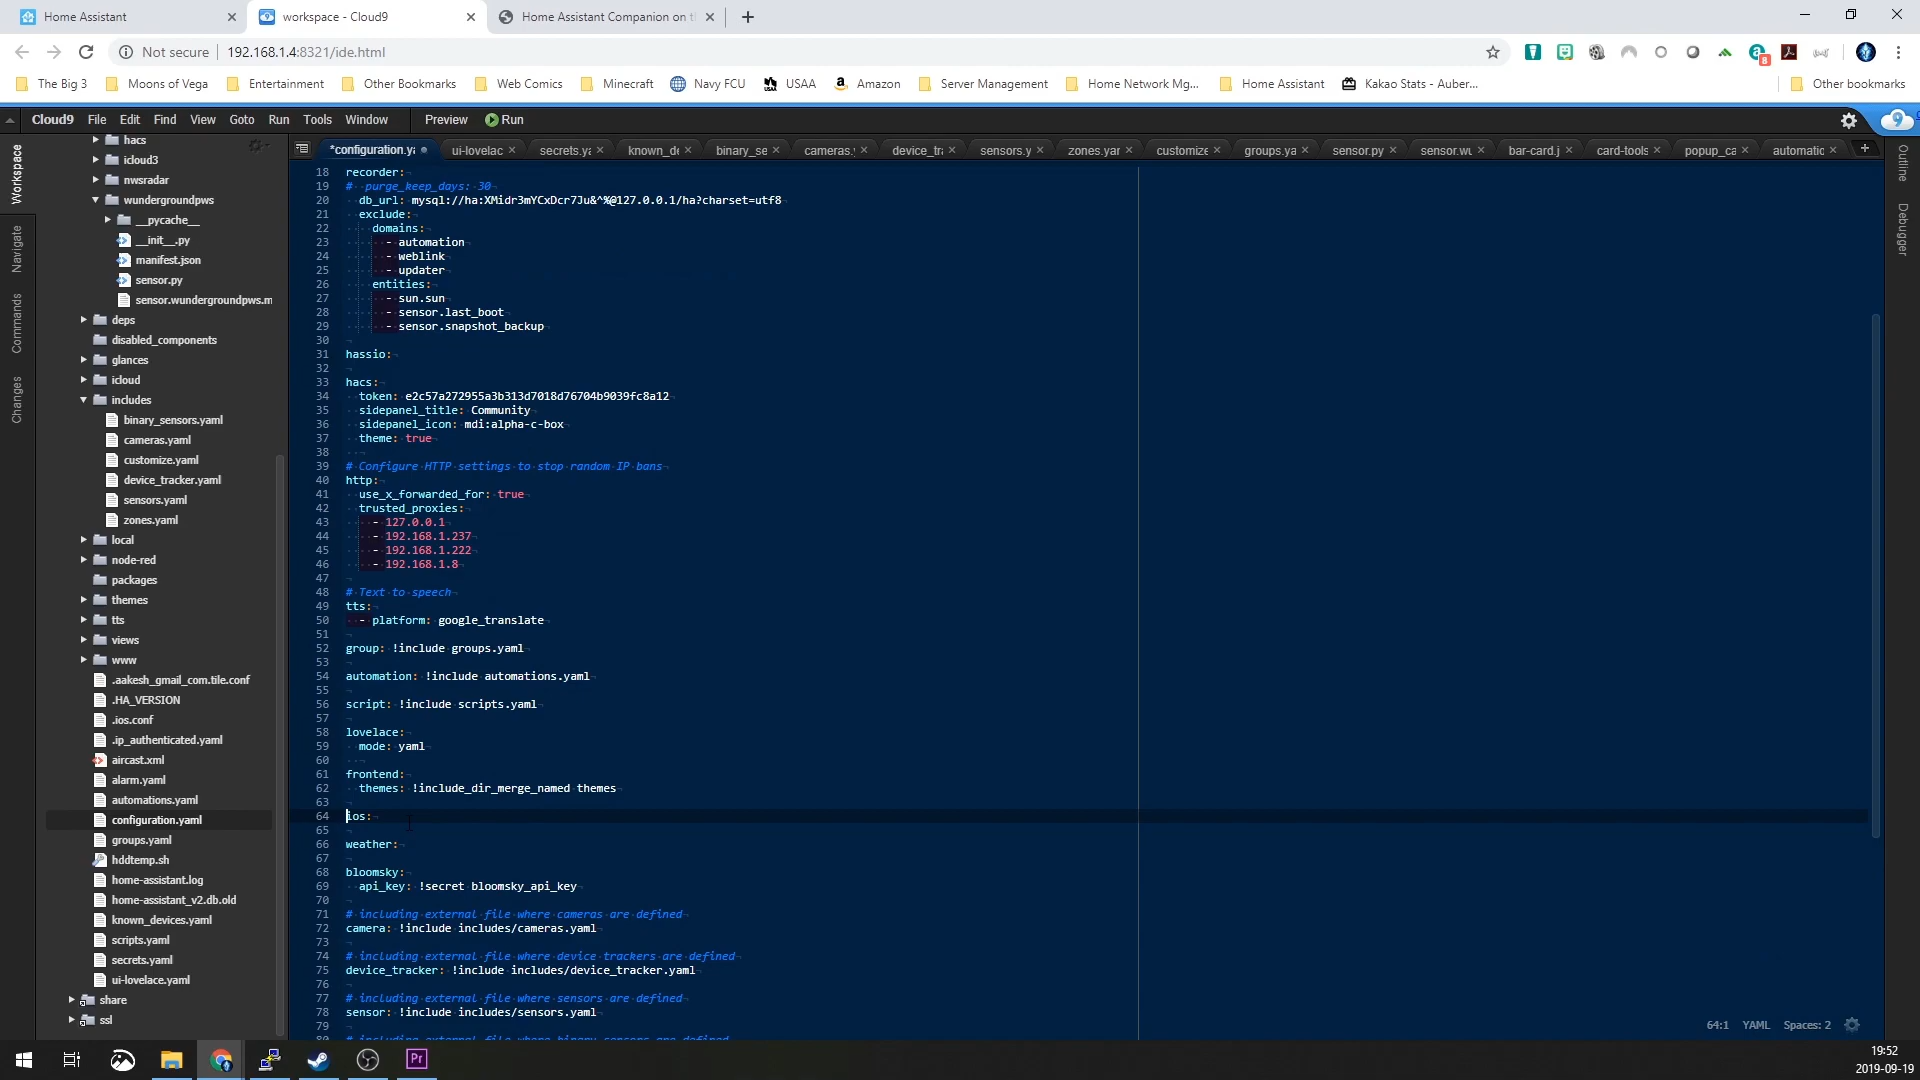 Home Assistant
workspace - Cloud9
Home Assistant Companion on t
Not secure
192.168.1.4:8321/ide.html
8
The Big 3
Moons of Vega
Entertainment
Other Bookmarks
Web Comics
Minecraft
Navy FCU
USAA
Amazon
Server Management
Home Network Mg...
Home Assistant
Kakao Stats - Auber...
Other bookmarks
Cloud9 File Edit Find View Goto Run Tools Window Preview Run
9
Workspace
Navigate
Commands
Changes
Outline
Debugger
*configuration.ya
ui-lovelac
secrets.ya
known_de
binary_se
cameras.
device_tra
sensors.y
zones.yar
customize
groups.ya
sensor.py
sensor.wu
bar-card.j
card-tools
popup_ca
automatic
hacs
icloud3
nwsradar
wundergroundpws
__pycache__
__init__.py
manifest.json
sensor.py
sensor.wundergroundpws.m
deps
disabled_components
glances
icloud
includes
binary_sensors.yaml
cameras.yaml
customize.yaml
device_tracker.yaml
sensors.yaml
zones.yaml
local
node-red
packages
themes
tts
views
www
.aakesh_gmail_com.tile.conf
.HA_VERSION
.ios.conf
.ip_authenticated.yaml
aircast.xml
alarm.yaml
automations.yaml
configuration.yaml
groups.yaml
hddtemp.sh
home-assistant.log
home-assistant_v2.db.old
known_devices.yaml
scripts.yaml
secrets.yaml
ui-lovelace.yaml
share
ssl
18 recorder:
19 #  purge_keep_days: 30
20   db_url: mysql://ha:XMidr3mYCxDcr7Ju&^%@127.0.0.1/ha?charset=utf8
21   exclude:
22     domains:
23       - automation
24       - weblink
25       - updater
26     entities:
27       - sun.sun
28       - sensor.last_boot
29       - sensor.snapshot_backup
30
31 hassio:
32
33 hacs:
34   token: e2c57a272955a3b313d7018d76704b9039fc8a12
35   sidepanel_title: Community
36   sidepanel_icon: mdi:alpha-c-box
37   theme: true
38
39 # Configure HTTP settings to stop random IP bans
40 http:
41   use_x_forwarded_for: true
42   trusted_proxies:
43     - 127.0.0.1
44     - 192.168.1.237
45     - 192.168.1.222
46     - 192.168.1.8
47
48 # Text to speech
49 tts:
50   - platform: google_translate
51
52 group: !include groups.yaml
53
54 automation: !include automations.yaml
55
56 script: !include scripts.yaml
57
58 lovelace:
59   mode: yaml
60
61 frontend:
62   themes: !include_dir_merge_named themes
63
64 ios:
65
66 weather:
67
68 bloomsky:
69   api_key: !secret bloomsky_api_key
70
71 # including external file where cameras are defined
72 camera: !include includes/cameras.yaml
73
74 # including external file where device trackers are defined
75 device_tracker: !include includes/device_tracker.yaml
76
77 # including external file where sensors are defined
78 sensor: !include includes/sensors.yaml
79
80 # including external file where binary sensors are defined
64:1 YAML Spaces: 2
Pr
19:52
2019-09-19